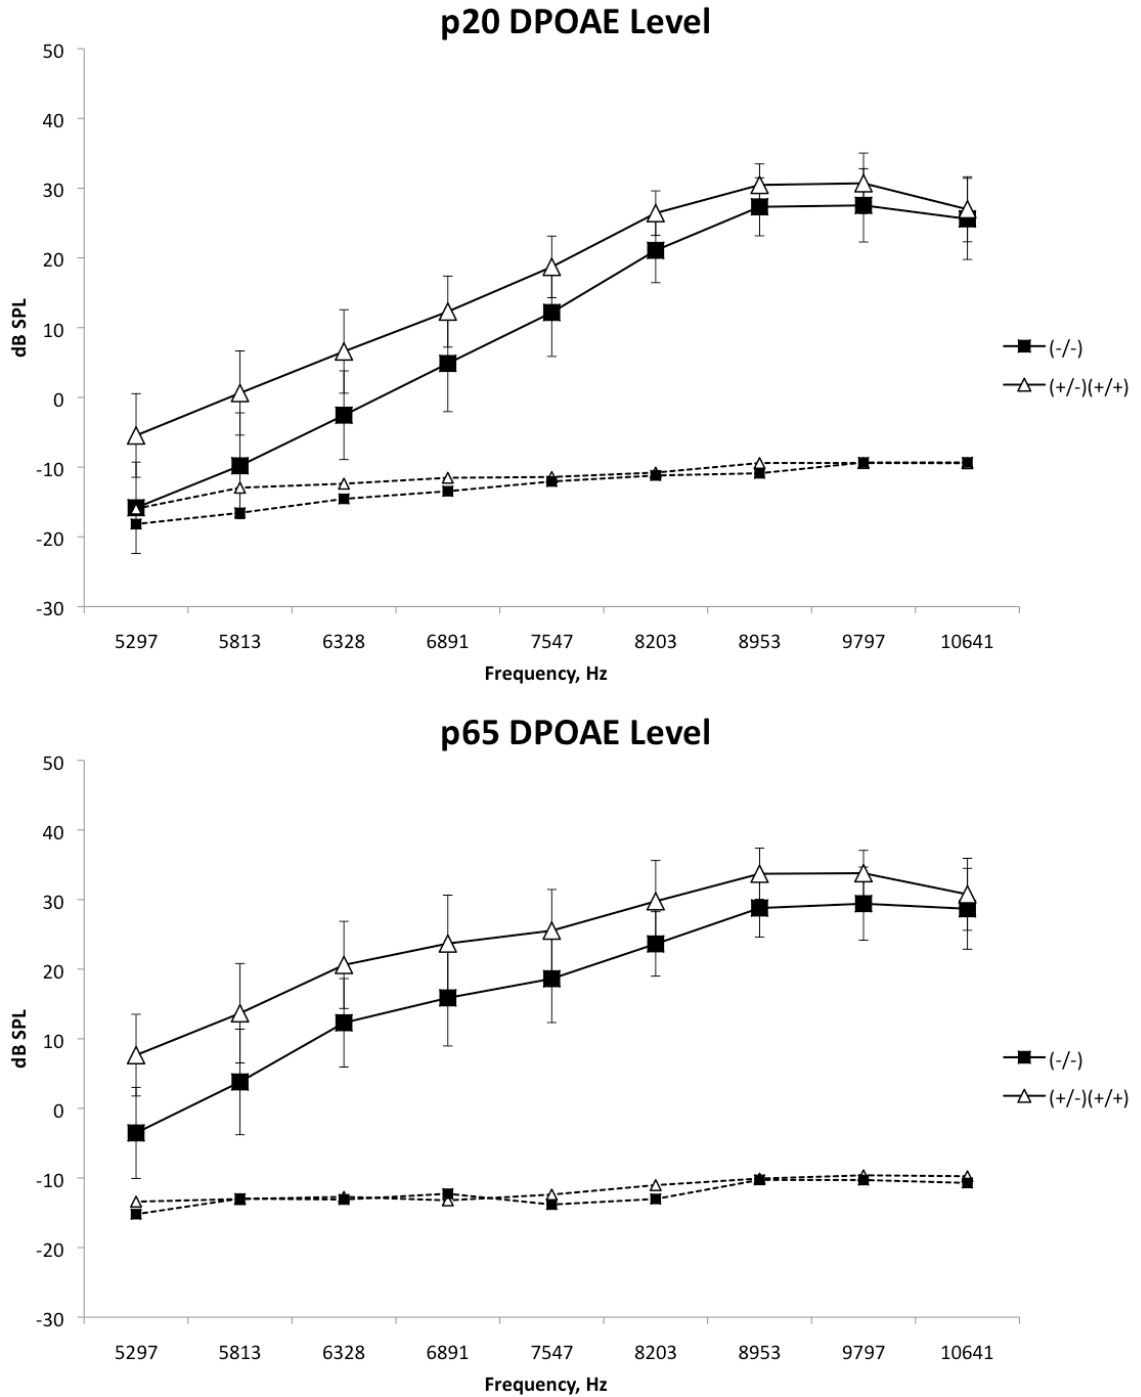 p20 DPOAE Level
50
40
30
20
10
0
-10
-20
-30
dB SPL
5297 5813 6328 6891 7547 8203 8953 9797 10641
Frequency, Hz
(-/-)
(+/-)(+/+)
p65 DPOAE Level
50
40
30
20
10
0
-10
-20
-30
dB SPL
5297 5813 6328 6891 7547 8203 8953 9797 10641
Frequency, Hz
(-/-)
(+/-)(+/+)